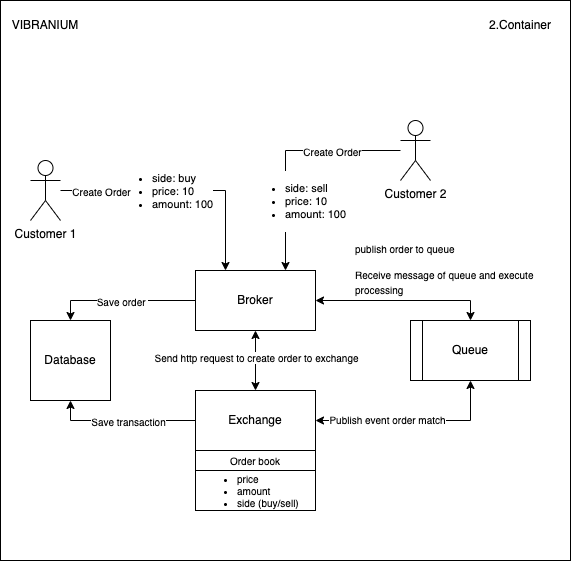 VIBRANIUM
2.Container
Create Order
side: buy
price: 10
amount: 100
Customer 1
Create Order
side: sell
price: 10
amount: 100
Customer 2
publish order to queue
Receive message of queue and execute
processing
Broker
Save order
Database
Queue
Send http request to create order to exchange
Save transaction
Exchange
Publish event order match
Order book
price
amount
side (buy/sell)